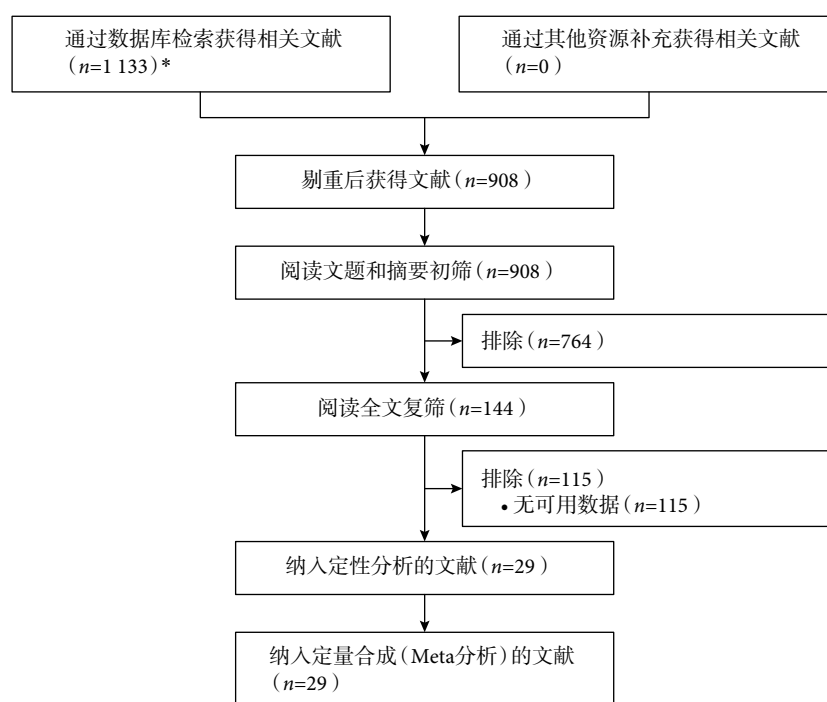 通过数据库检索获得相关文献
（n=1 133）*
通过其他资源补充获得相关文献
（n=0）
剔重后获得文献（n=908）
阅读文题和摘要初筛（n=908）
排除（n=764）
阅读全文复筛（n=144）
排除（n=115）
• 无可用数据（n=115）
纳入定性分析的文献（n=29）
纳入定量合成（Meta分析）的文献
（n=29）